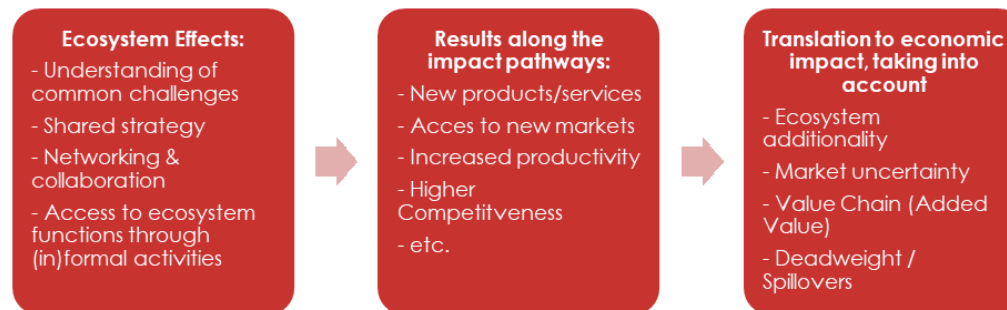 Ecosystem Effects:
- Understanding of
common challenges
- Shared strategy
- Networking &
collaboration
- Access to ecosystem
functions through
(in)formal activities
Results along the
impact pathways:
- New products/services
- Acces to new markets
- Increased productivity
- Higher
Competitveness
- etc.
Translation to economic
impact, taking into
account
- Ecosystem
additionality
- Market uncertainty
- Value Chain (Added
Value)
- Deadweight /
Spillovers